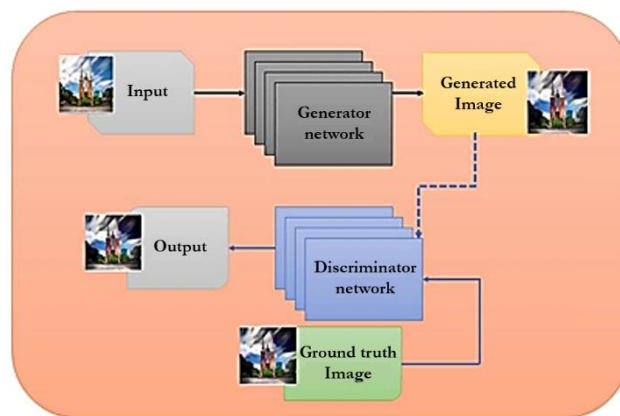 Input
Generator
network
Generated
Image
Output
Discriminator
network
Ground truth
Image